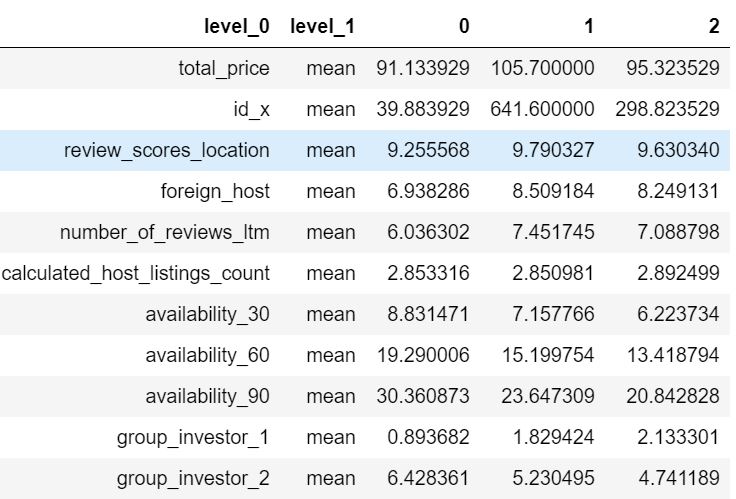 level_0 level_1 0 1 2
total_price mean 91.133929 105.700000 95.323529
id_x mean 39.883929 641.600000 298.823529
review_scores_location mean 9.255568 9.790327 9.630340
foreign_host mean 6.938286 8.509184 8.249131
number_of_reviews_ltm mean 6.036302 7.451745 7.088798
calculated_host_listings_count mean 2.853316 2.850981 2.892499
availability_30 mean 8.831471 7.157766 6.223734
availability_60 mean 19.290006 15.199754 13.418794
availability_90 mean 30.360873 23.647309 20.842828
group_investor_1 mean 0.893682 1.829424 2.133301
group_investor_2 mean 6.428361 5.230495 4.741189